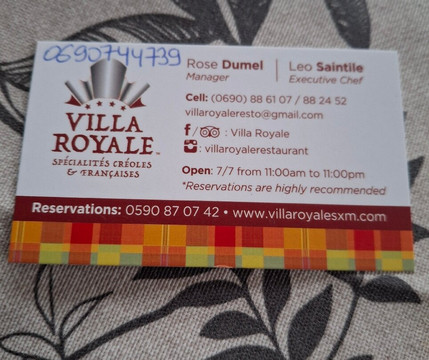 0690744739
VILLA
ROYALE
SPÉCIALITÉS CRÉOLES
& FRANÇAISES
Rose Dumel
Manager
Leo Saintile
Executive Chef
Cell: (0690) 88 61 07 / 88 24 52
villaroyaleresto@gmail.com
f / : Villa Royale
: villaroyalerestaurant
Open: 7/7 from 11:00am to 11:00pm
*Reservations are highly recommended
Reservations: 0590 87 07 42 • www.villaroyalesxm.com